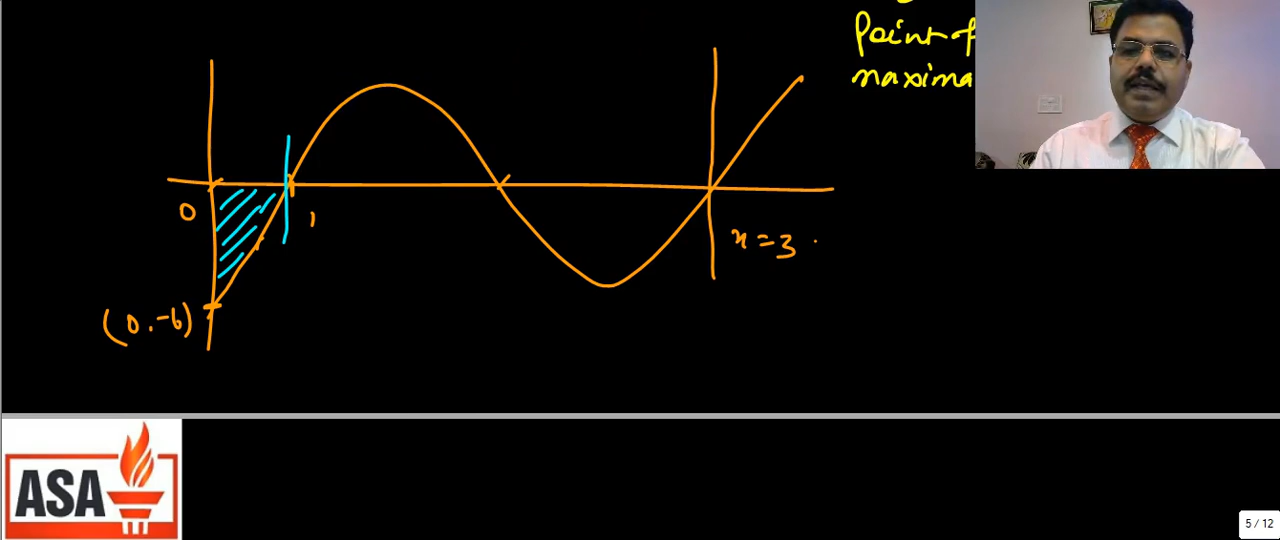 Point of
maxima
0
1
x = 3
(0, -6)
ASA
5 / 12